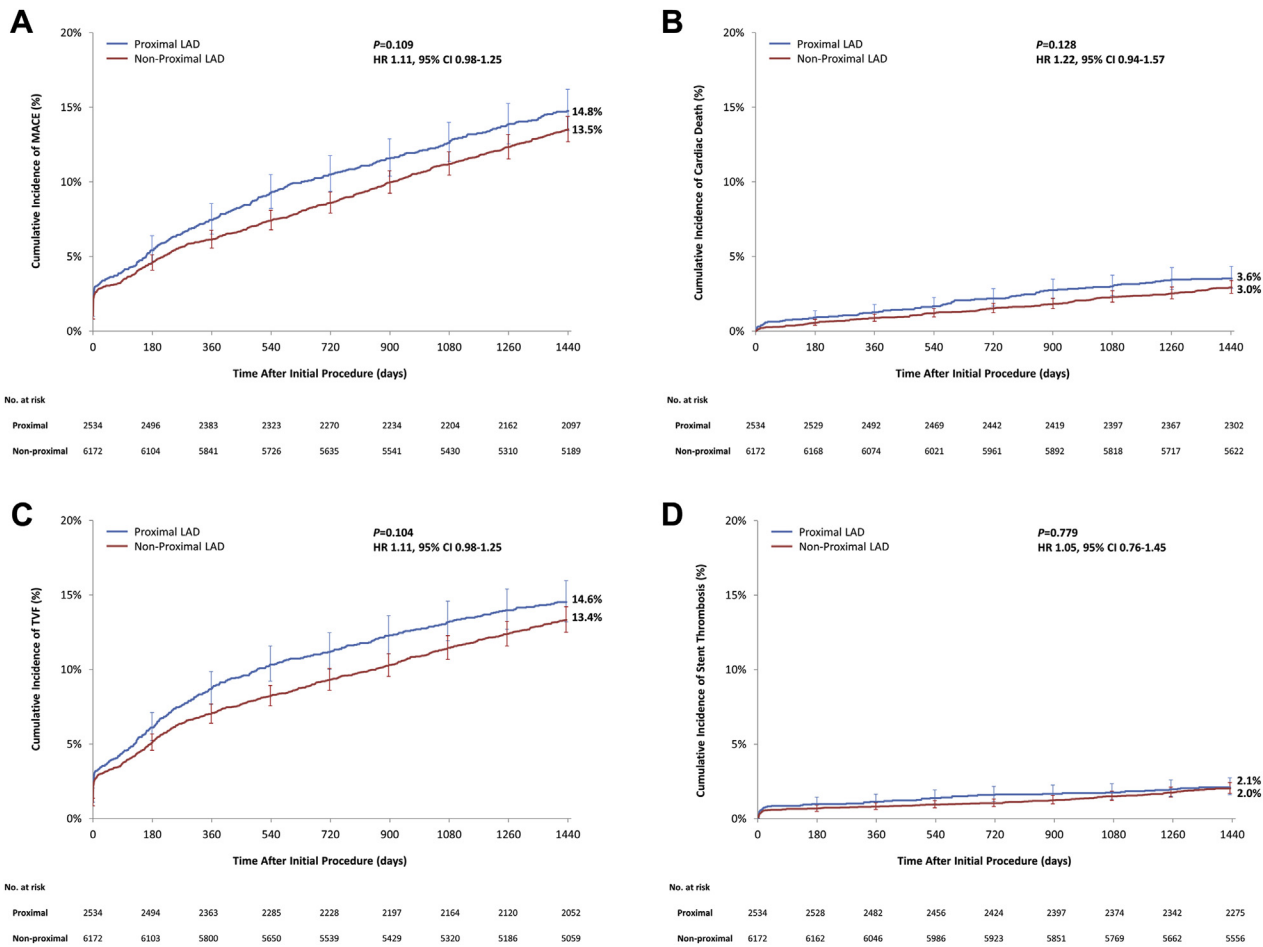 A
20%
15%
10%
5%
0%
Cumulative Incidence of MACE (%)
Proximal LAD
Non-Proximal LAD
P=0.109
HR 1.11, 95% CI 0.98-1.25
14.8%
13.5%
0 180 360 540 720 900 1080 1260 1440
Time After Initial Procedure (days)
No. at risk
Proximal 2534 2496 2383 2323 2270 2234 2204 2162 2097
Non-proximal 6172 6104 5841 5726 5635 5541 5430 5310 5189
B
20%
15%
10%
5%
0%
Cumulative Incidence of Cardiac Death (%)
Proximal LAD
Non-Proximal LAD
P=0.128
HR 1.22, 95% CI 0.94-1.57
3.6%
3.0%
0 180 360 540 720 900 1080 1260 1440
Time After Initial Procedure (days)
No. at risk
Proximal 2534 2529 2492 2469 2442 2419 2397 2367 2302
Non-proximal 6172 6168 6074 6021 5961 5892 5818 5717 5622
C
20%
15%
10%
5%
0%
Cumulative Incidence of TVF (%)
Proximal LAD
Non-Proximal LAD
P=0.104
HR 1.11, 95% CI 0.98-1.25
14.6%
13.4%
0 180 360 540 720 900 1080 1260 1440
Time After Initial Procedure (days)
No. at risk
Proximal 2534 2494 2363 2285 2228 2197 2164 2120 2052
Non-proximal 6172 6103 5800 5650 5539 5429 5320 5186 5059
D
20%
15%
10%
5%
0%
Cumulative Incidence of Stent Thrombosis (%)
Proximal LAD
Non-Proximal LAD
P=0.779
HR 1.05, 95% CI 0.76-1.45
2.1%
2.0%
0 180 360 540 720 900 1080 1260 1440
Time After Initial Procedure (days)
No. at risk
Proximal 2534 2528 2482 2456 2424 2397 2374 2342 2275
Non-proximal 6172 6162 6046 5986 5923 5851 5769 5662 5556